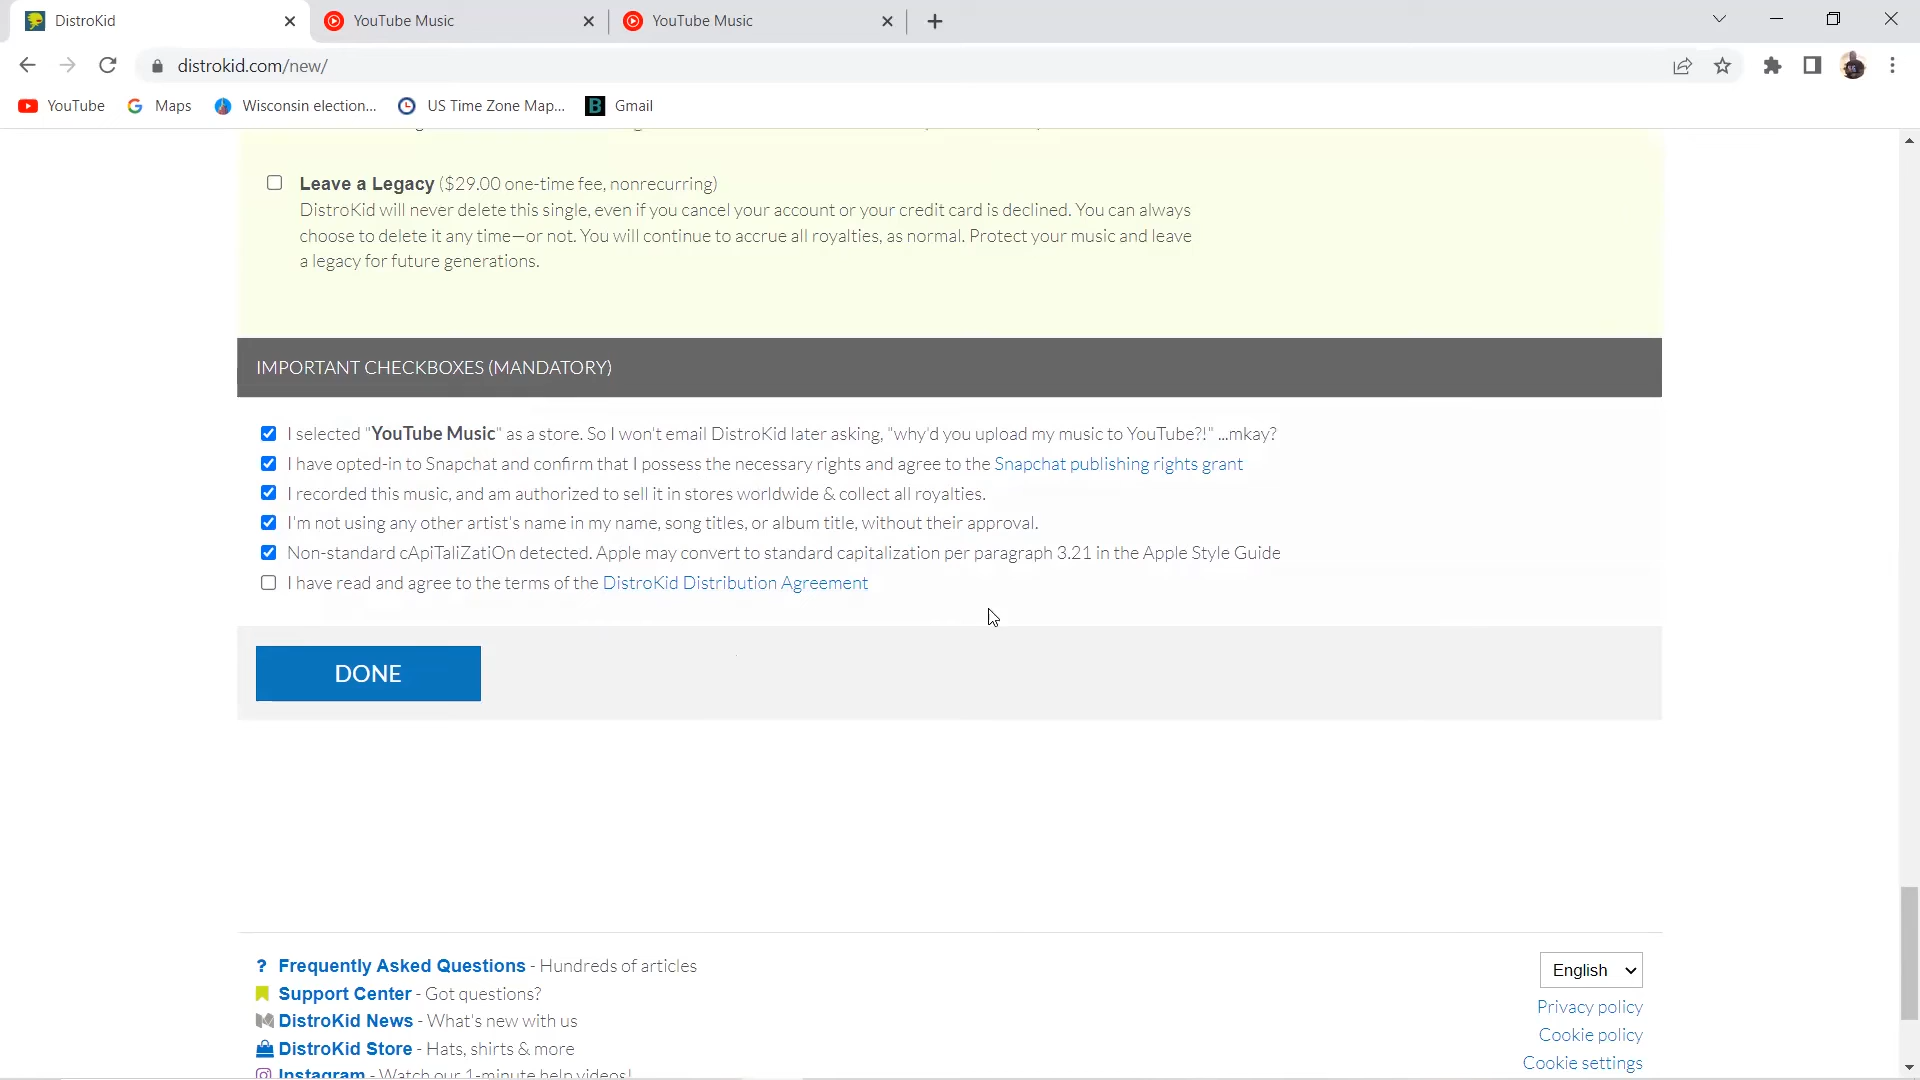 DistroKid
YouTube Music
YouTube Music
distrokid.com/new/
YouTube
Maps
Wisconsin election...
US Time Zone Map...
Gmail
Leave a Legacy ($29.00 one-time fee, nonrecurring)
DistroKid will never delete this single, even if you cancel your account or your credit card is declined. You can always
choose to delete it any time—or not. You will continue to accrue all royalties, as normal. Protect your music and leave
a legacy for future generations.
IMPORTANT CHECKBOXES (MANDATORY)
I selected "YouTube Music" as a store. So I won't email DistroKid later asking, "why'd you upload my music to YouTube?!" ...mkay?
I have opted-in to Snapchat and confirm that I possess the necessary rights and agree to the Snapchat publishing rights grant
I recorded this music, and am authorized to sell it in stores worldwide & collect all royalties.
I'm not using any other artist's name in my name, song titles, or album title, without their approval.
Non-standard cApiTaliZatiOn detected. Apple may convert to standard capitalization per paragraph 3.21 in the Apple Style Guide
I have read and agree to the terms of the DistroKid Distribution Agreement
DONE
? Frequently Asked Questions - Hundreds of articles
Support Center - Got questions?
DistroKid News - What's new with us
DistroKid Store - Hats, shirts & more
Instagram - Watch our 1-minute help videos!
English
Privacy policy
Cookie policy
Cookie settings